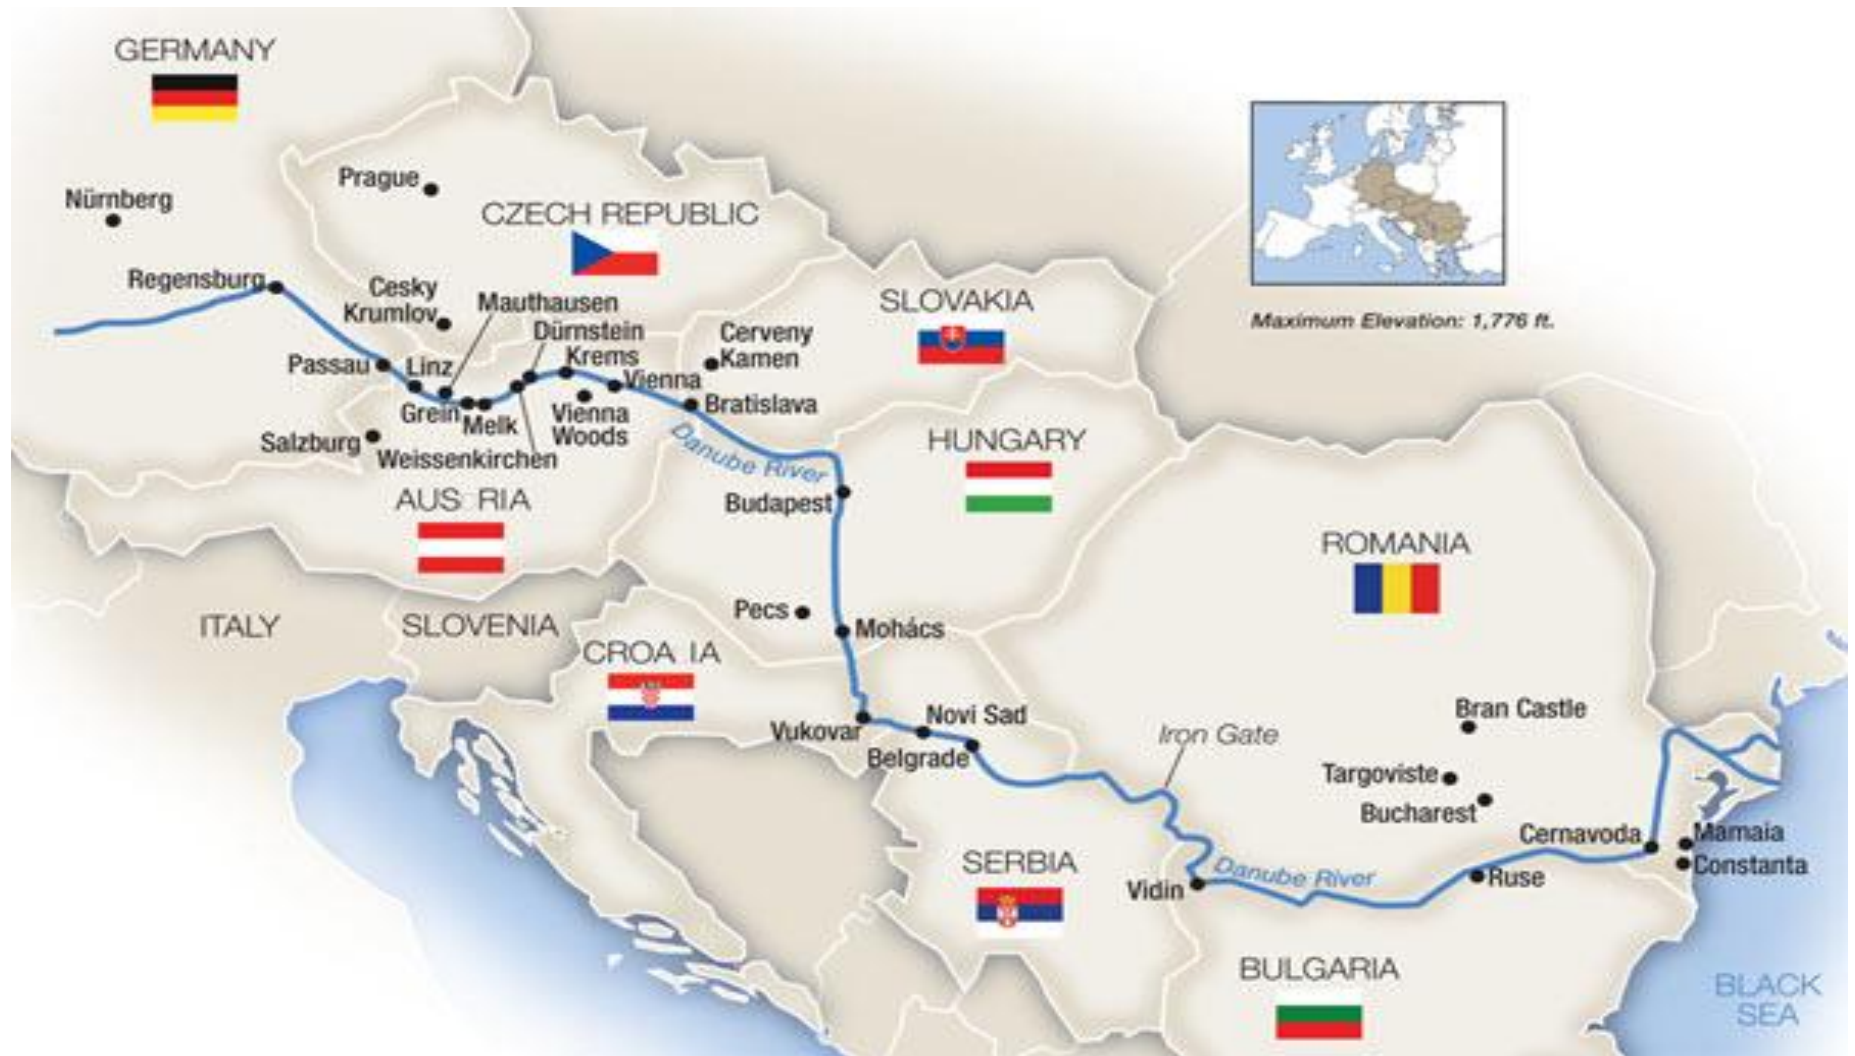 GERMANY
Nürnberg
Prague
CZECH REPUBLIC
Regensburg
Cesky
Krumlov
Mauthausen
Dürnstein
Krems
Passau
Linz
Vienna
Cerveny
Kamen
Grein
Melk
Vienna
Woods
Bratislava
Salzburg
Weissenkirchen
Danube River
SLOVAKIA
Maximum Elevation: 1,776 ft.
AUS RIA
HUNGARY
Budapest
ROMANIA
ITALY
SLOVENIA
CROA IA
Pecs
Mohács
Vukovar
Novi Sad
Belgrade
Iron Gate
Bran Castle
Targoviste
Bucharest
Cernavoda
Mamaia
Constanta
SERBIA
Vidin
Danube River
Ruse
BULGARIA
BLACK
SEA